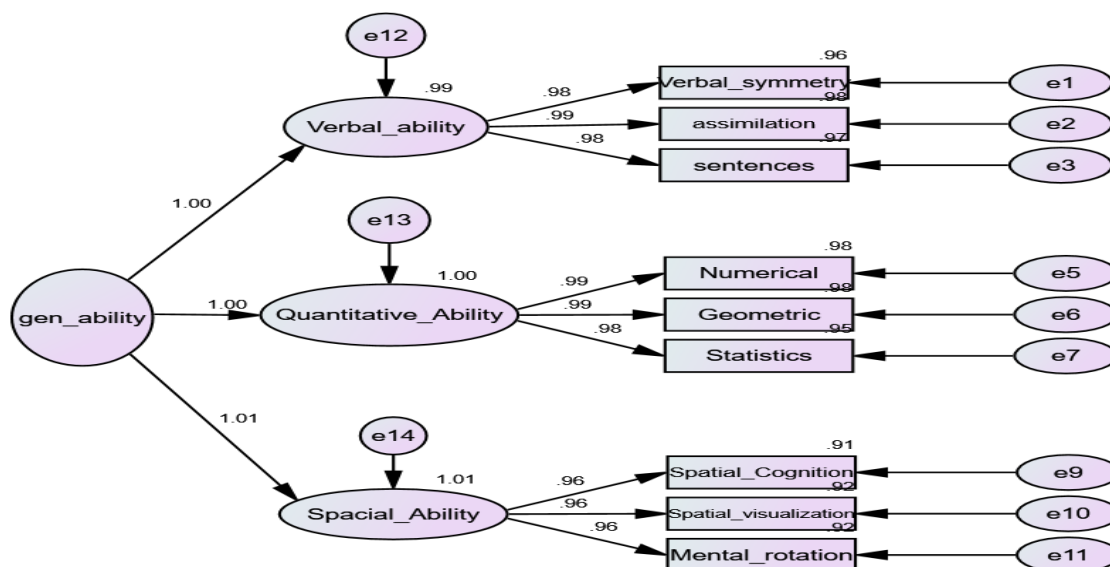 e12
.99
Verbal_ability
.98
.99
.98
.96
Verbal_symmetry
.98
assimilation
.97
sentences
e1
e2
e3
1.00
e13
1.00
Quantitative_Ability
.99
.99
.98
.98
Numerical
.98
Geometric
.95
Statistics
e5
e6
e7
gen_ability
1.00
1.01
e14
1.01
Spacial_Ability
.96
.96
.96
.91
Spatial_Cognition
.92
Spatial_visualization
.92
Mental_rotation
e9
e10
e11